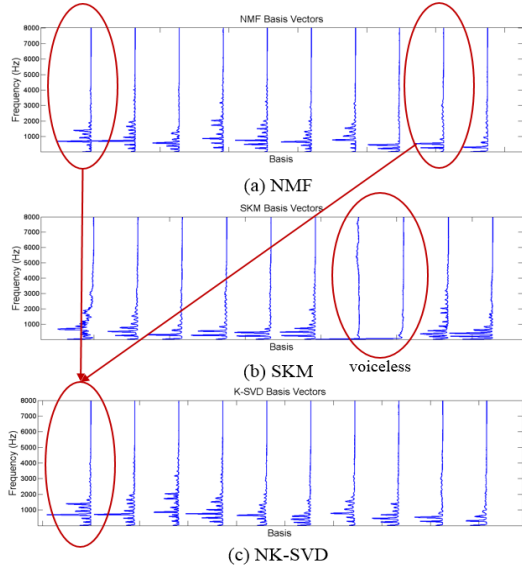 NMF Basis Vectors
Frequency (Hz)
8000
7000
6000
5000
4000
3000
2000
1000
Basis
(a) NMF
SKM Basis Vectors
Frequency (Hz)
8000
7000
6000
5000
4000
3000
2000
1000
Basis
voiceless
(b) SKM
K-SVD Basis Vectors
Frequency (Hz)
8000
7000
6000
5000
4000
3000
2000
1000
Basis
(c) NK-SVD